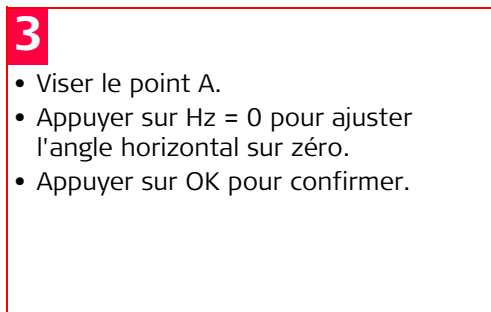 3
• Viser le point A.
• Appuyer sur Hz = 0 pour ajuster
l'angle horizontal sur zéro.
• Appuyer sur OK pour confirmer.